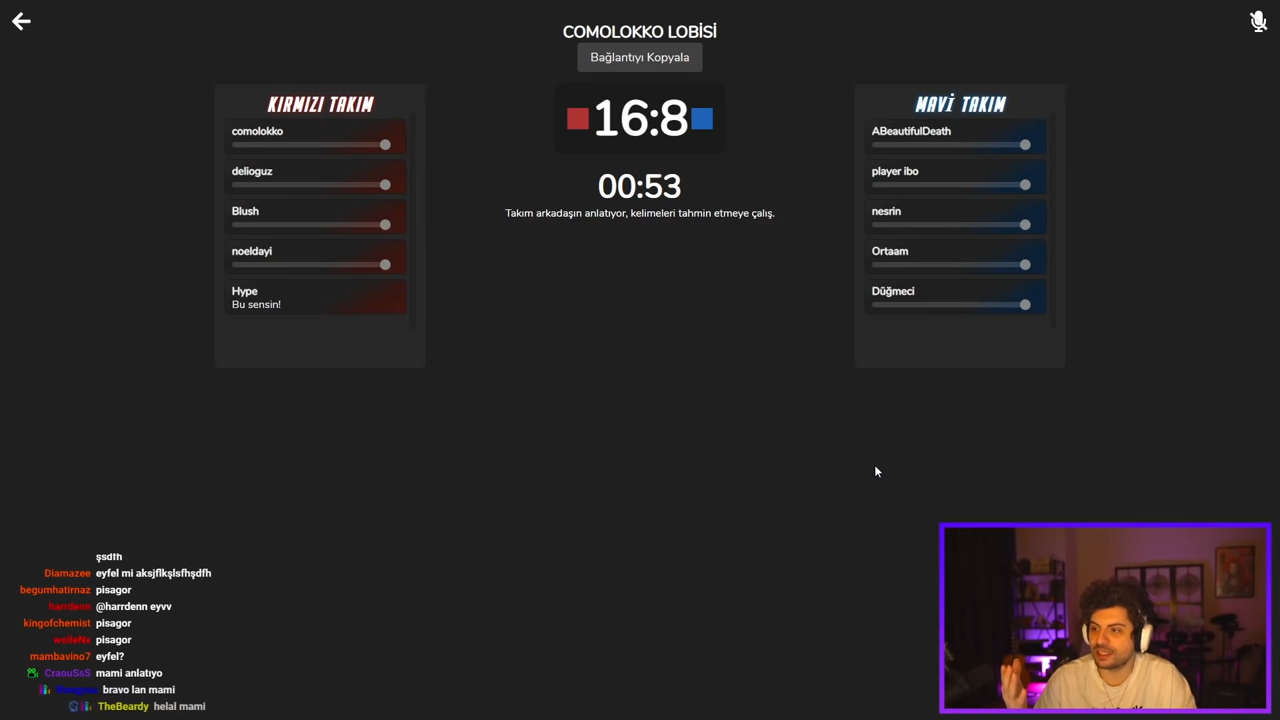 COMOLOKKO LOBİSİ
Bağlantıyı Kopyala
KIRMIZI TAKIM
comolokko
delioguz
Blush
noeldayi
Hype
Bu sensin!
16:8
00:53
Takım arkadaşın anlatıyor, kelimeleri tahmin etmeye çalış.
MAVİ TAKIM
ABeautifulDeath
player ibo
nesrin
Ortaam
Düğmeci
şsdfh
Diamazee eyfel mi aksjflkşlsfhşdfh
begumhatirnaz pisagor
harrdenn @harrdenn eyvv
kingofchemist pisagor
wolleNx pisagor
mambavino7 eyfel?
CraouSsS mami anlatıyo
bravo lan mami
TheBeardy helal mami